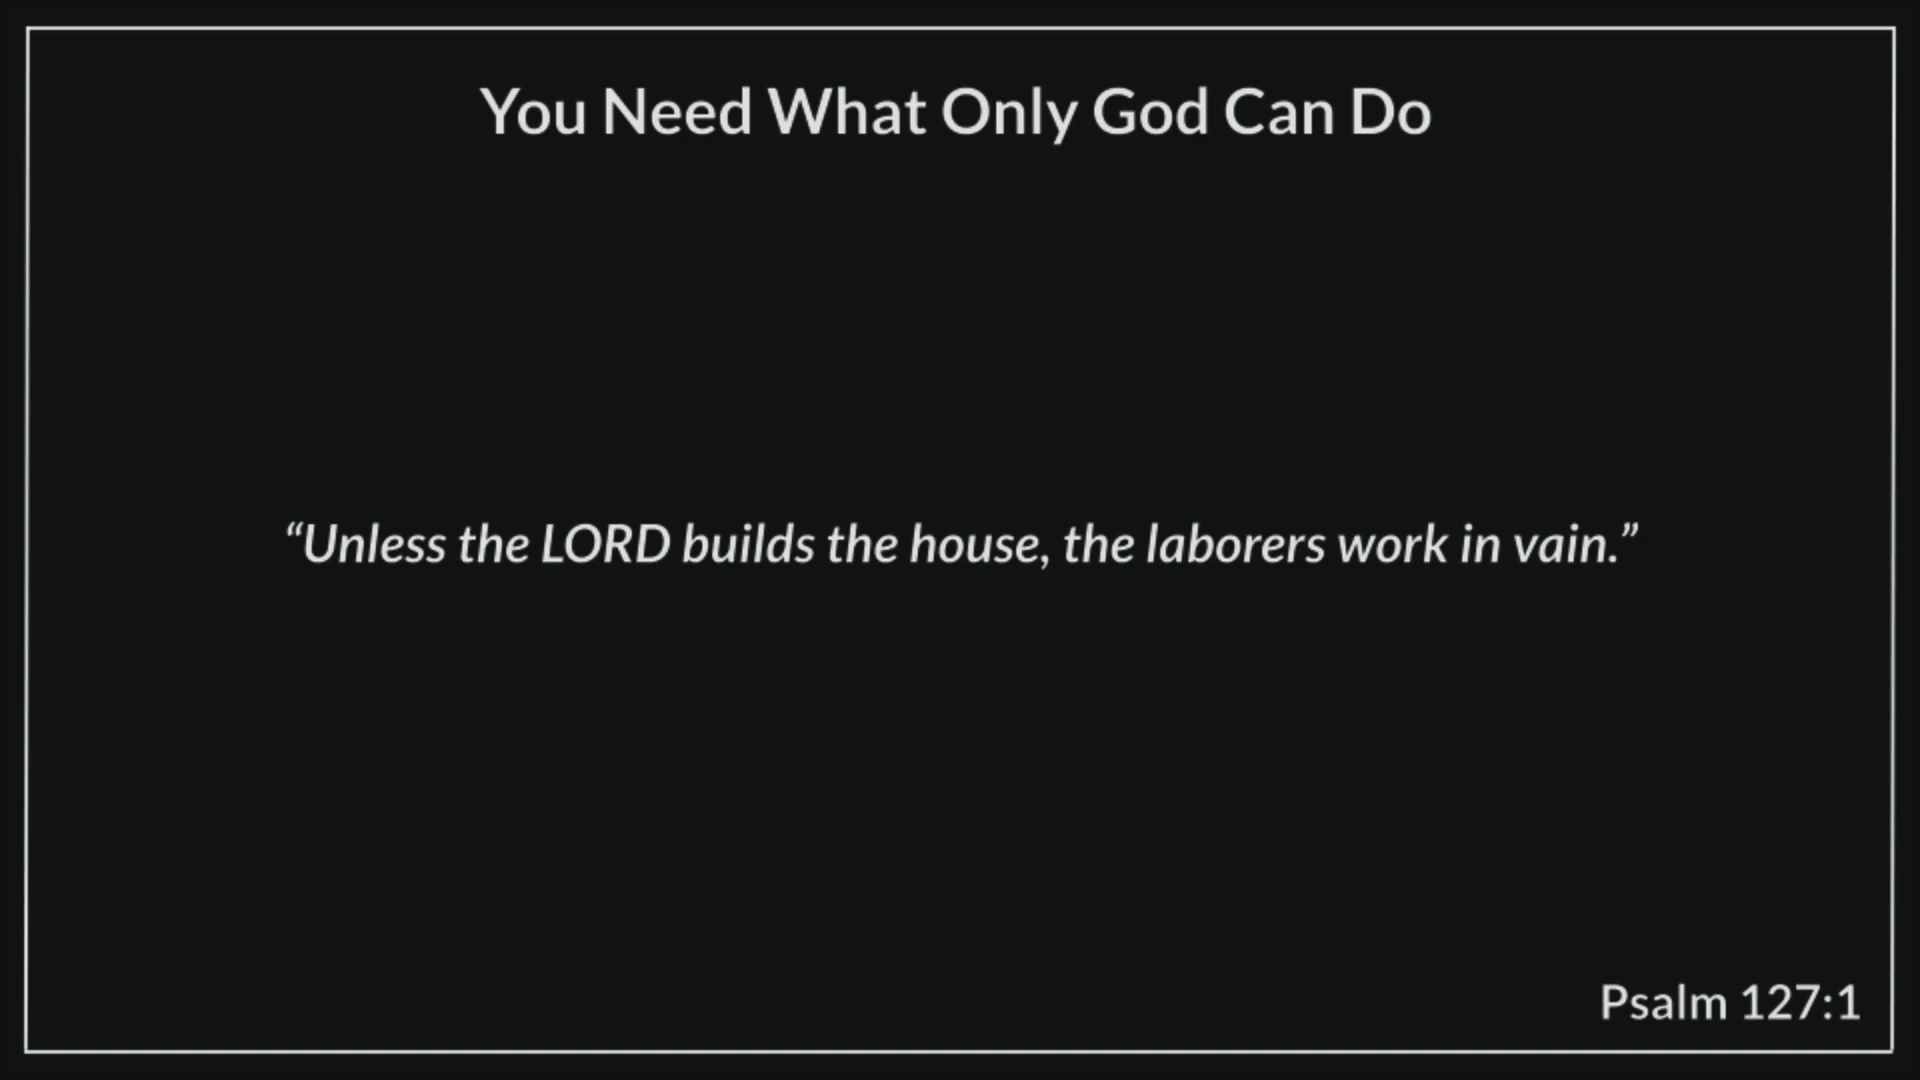 You Need What Only God Can Do
“Unless the LORD builds the house, the laborers work in vain.”
Psalm 127:1